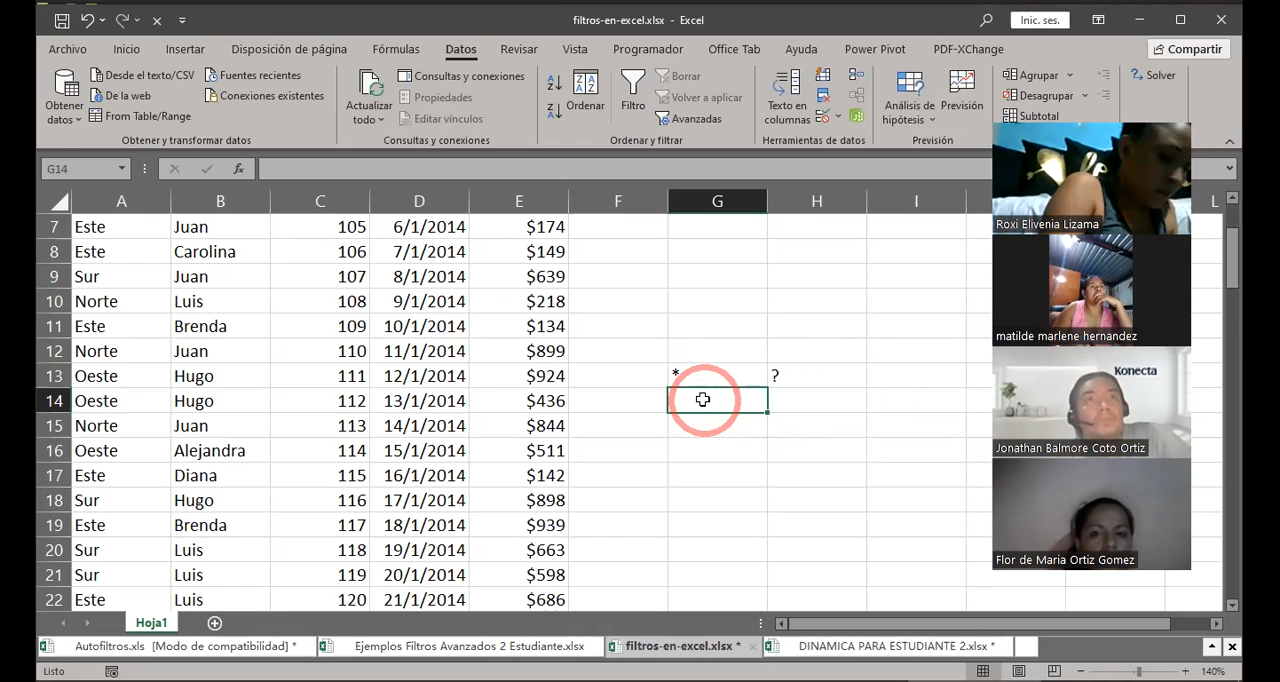 filtros-en-excel.xlsx - Excel
Inic. ses.
Archivo Inicio Insertar Disposición de página Fórmulas Datos Revisar Vista Programador Office Tab Ayuda Power Pivot PDF-XChange Compartir
Obtener datos
Desde el texto/CSV
De la web
From Table/Range
Fuentes recientes
Conexiones existentes
Obtener y transformar datos
Actualizar todo
Consultas y conexiones
Propiedades
Editar vínculos
Consultas y conexiones
Ordenar
Filtro
Borrar
Volver a aplicar
Avanzadas
Ordenar y filtrar
Texto en columnas
Herramientas de datos
Análisis de hipótesis
Previsión
Previsión
Agrupar
Desagrupar
Subtotal
Solver
G14 fx
A B C D E F G H I L
7 Este Juan 105 6/1/2014 $174
8 Este Carolina 106 7/1/2014 $149
9 Sur Juan 107 8/1/2014 $639
10 Norte Luis 108 9/1/2014 $218
11 Este Brenda 109 10/1/2014 $134
12 Norte Juan 110 11/1/2014 $899
13 Oeste Hugo 111 12/1/2014 $924 * ?
14 Oeste Hugo 112 13/1/2014 $436
15 Norte Juan 113 14/1/2014 $844
16 Oeste Alejandra 114 15/1/2014 $511
17 Este Diana 115 16/1/2014 $142
18 Sur Hugo 116 17/1/2014 $898
19 Este Brenda 117 18/1/2014 $939
20 Sur Luis 118 19/1/2014 $663
21 Sur Luis 119 20/1/2014 $598
22 Este Luis 120 21/1/2014 $686
Roxi Elivenia Lizama
matilde marlene hernandez
Konecta
Jonathan Balmore Coto Ortiz
Flor de Maria Ortiz Gomez
Hoja1
Autofiltros.xls [Modo de compatibilidad] * Ejemplos Filtros Avanzados 2 Estudiante.xlsx filtros-en-excel.xlsx * DINAMICA PARA ESTUDIANTE 2.xlsx *
Listo 140%